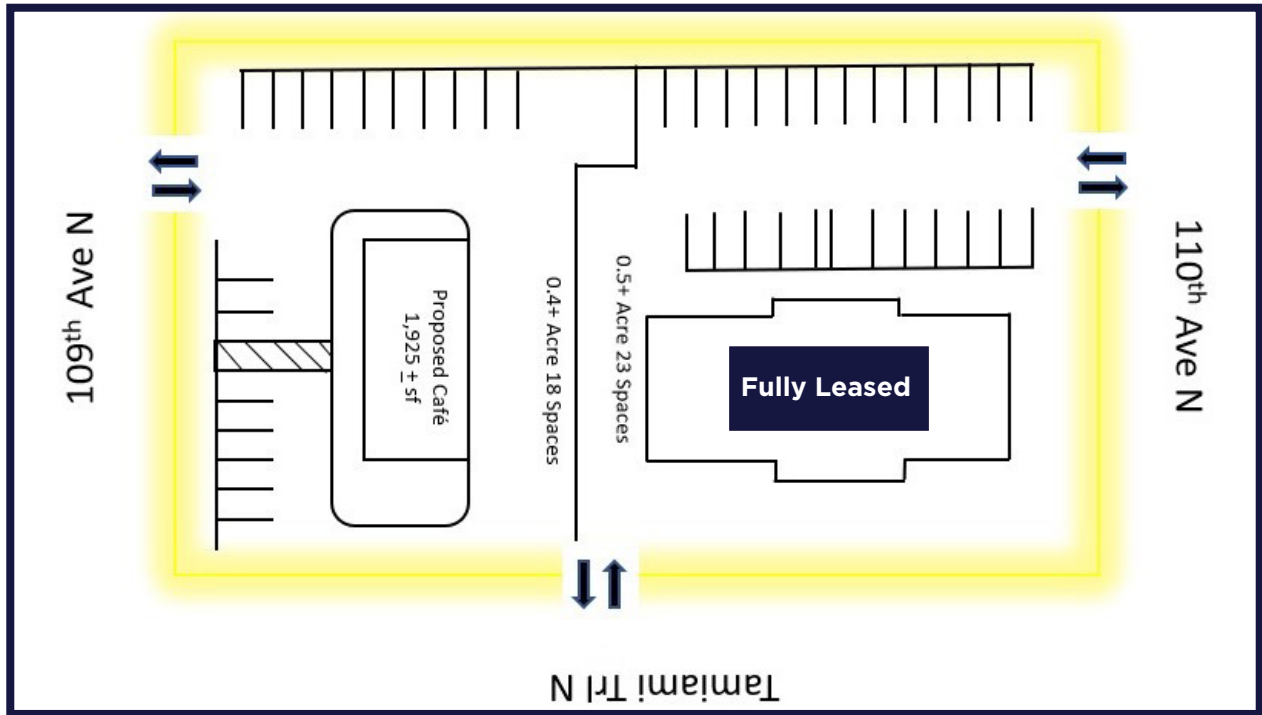 109th Ave N
Proposed Café
1,925 + sf
0.4+ Acre 18 Spaces
0.5+ Acre 23 Spaces
Fully Leased
110th Ave N
Tamiami Trl N